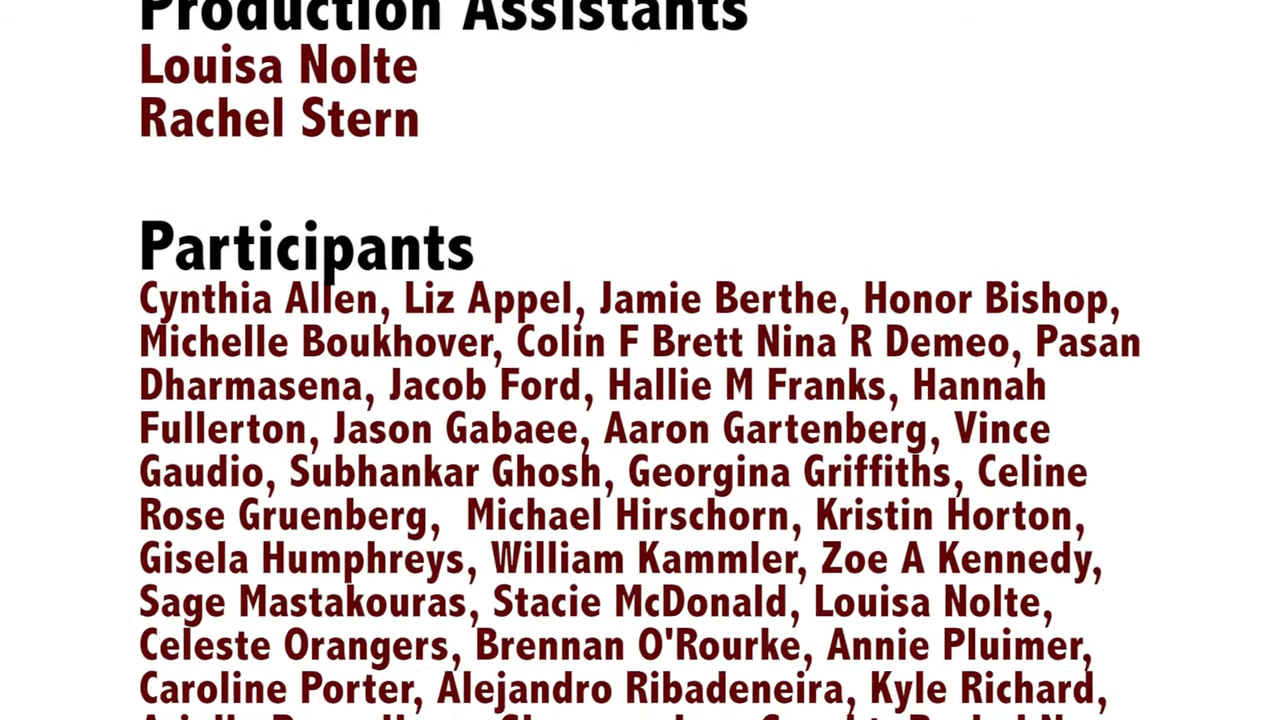 Production Assistants
Louisa Nolte
Rachel Stern
Participants
Cynthia Allen, Liz Appel, Jamie Berthe, Honor Bishop,
Michelle Boukhover, Colin F Brett Nina R Demeo, Pasan
Dharmasena, Jacob Ford, Hallie M Franks, Hannah
Fullerton, Jason Gabaee, Aaron Gartenberg, Vince
Gaudio, Subhankar Ghosh, Georgina Griffiths, Celine
Rose Gruenberg,  Michael Hirschorn, Kristin Horton,
Gisela Humphreys, William Kammler, Zoe A Kennedy,
Sage Mastakouras, Stacie McDonald, Louisa Nolte,
Celeste Orangers, Brennan O'Rourke, Annie Pluimer,
Caroline Porter, Alejandro Ribadeneira, Kyle Richard,